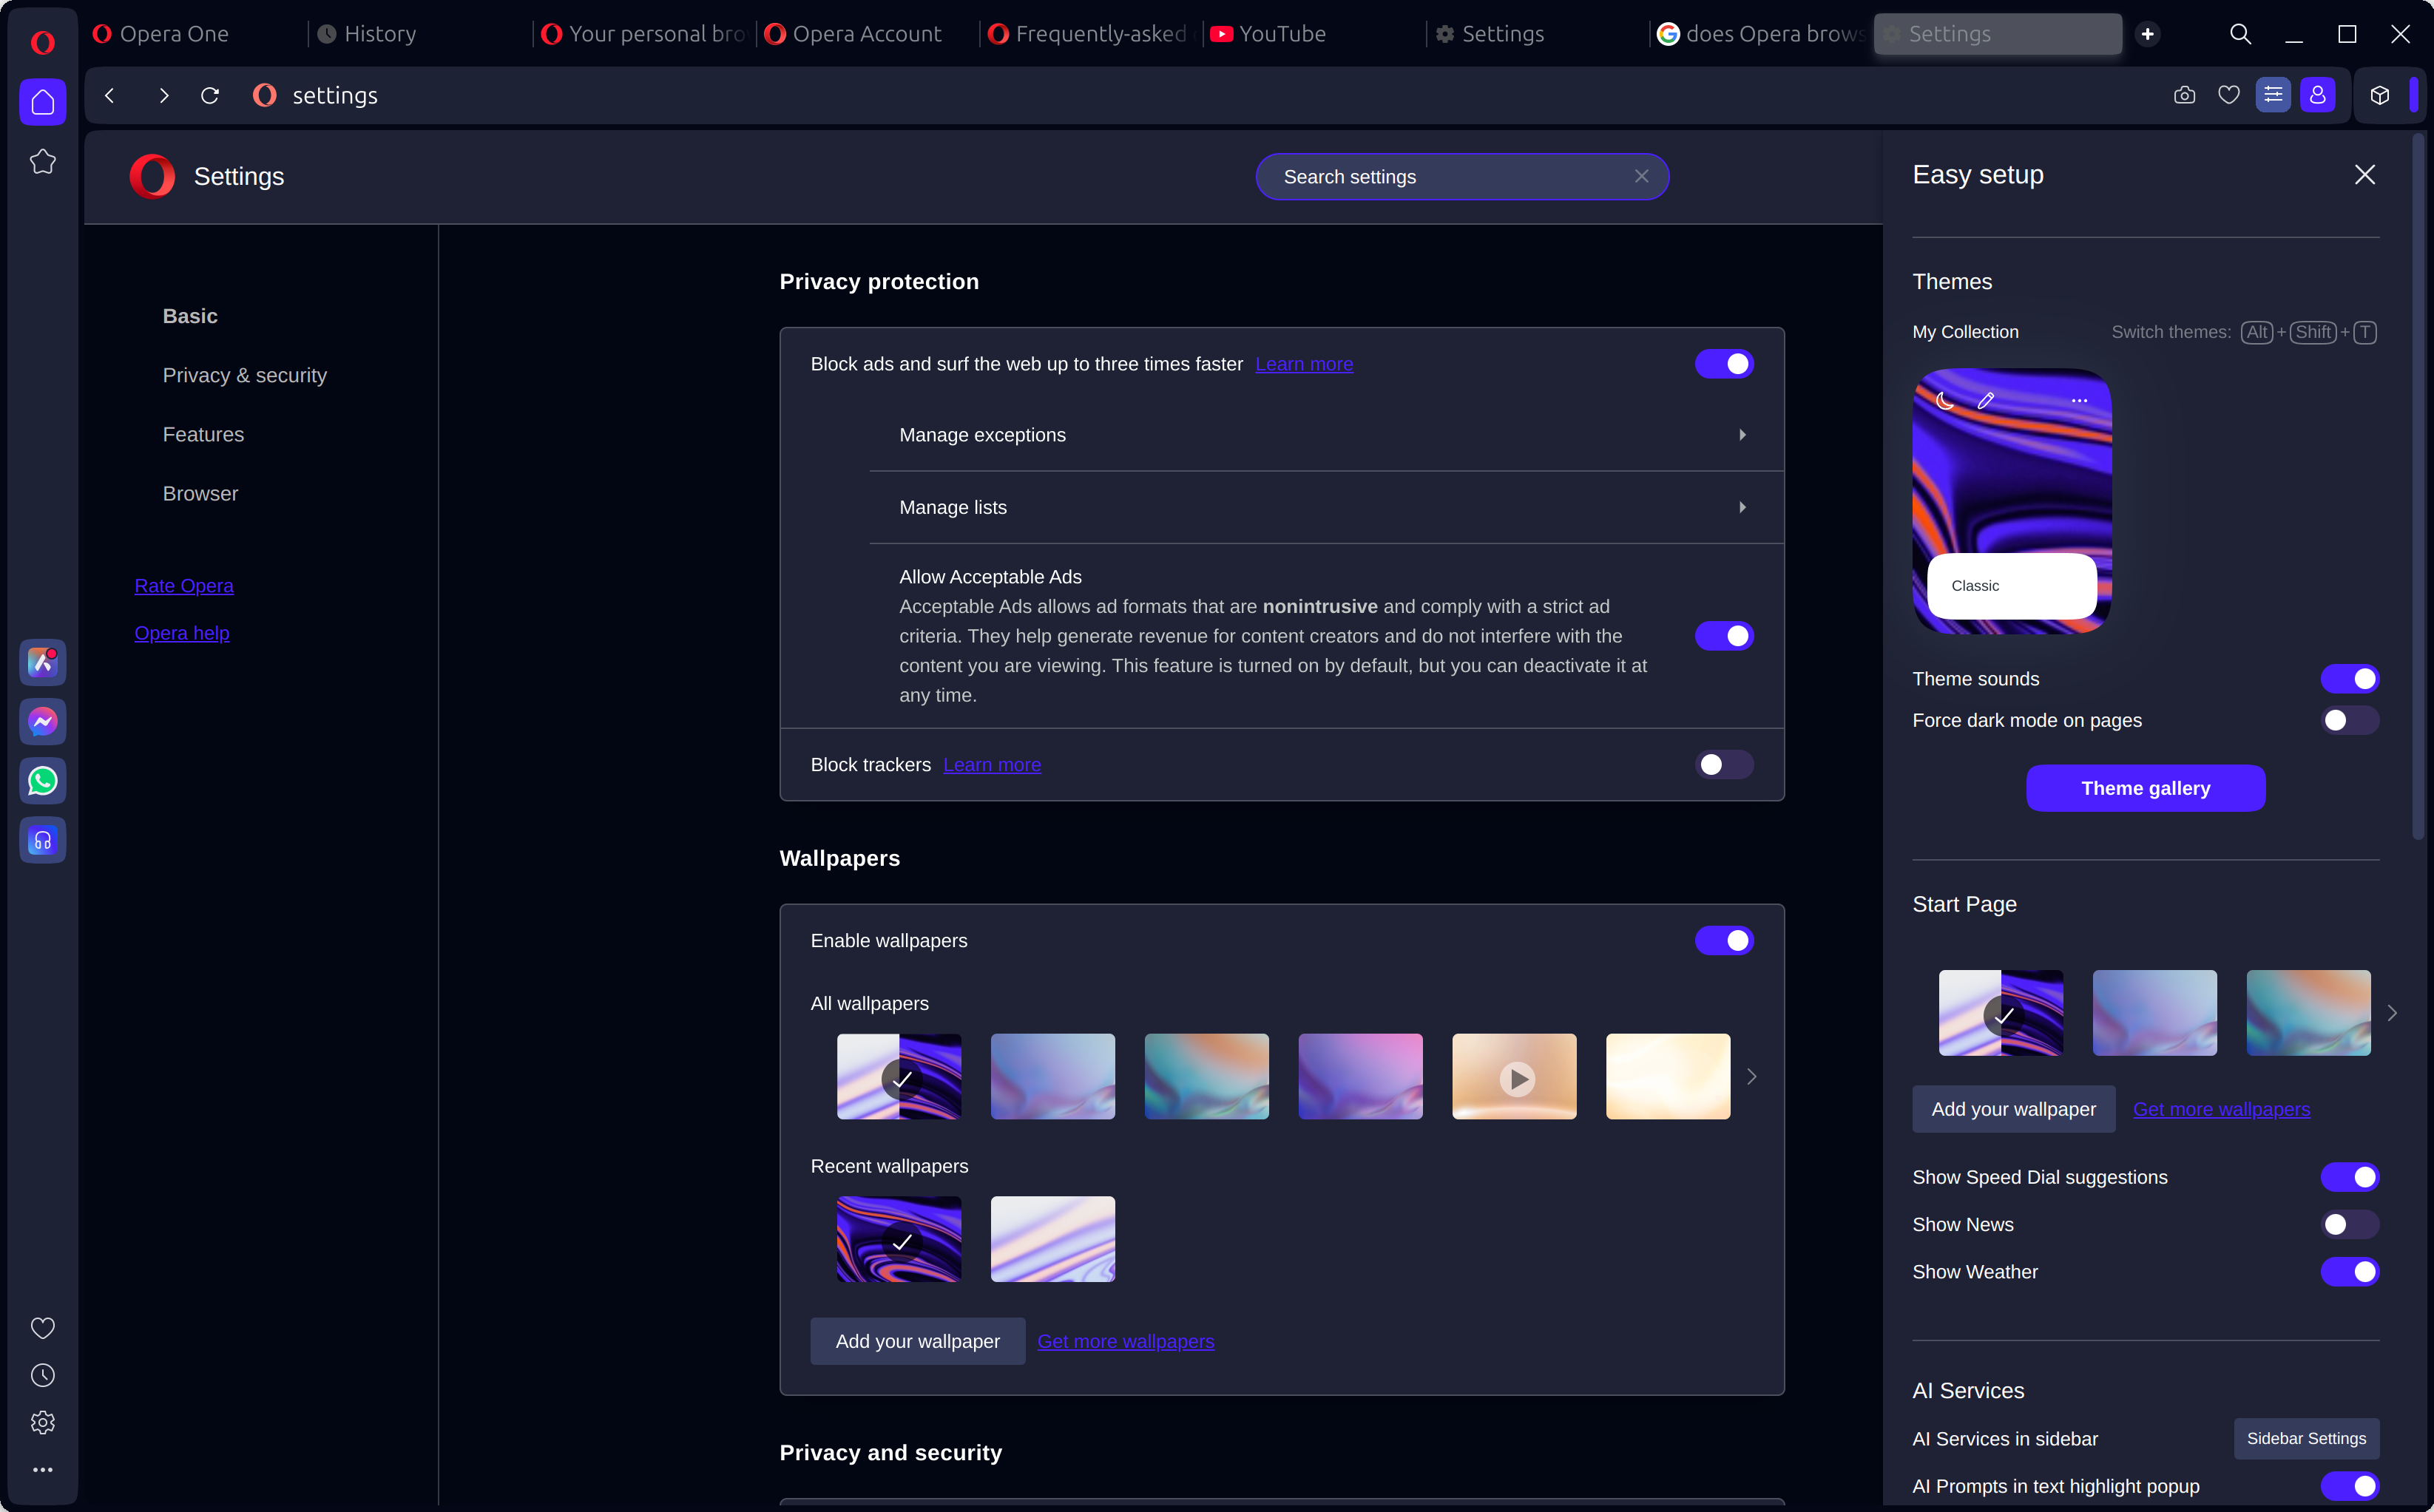 Opera One
History
Your personal bro
Opera Account
Frequently-asked
YouTube
Settings
does Opera brows
Settings
settings
Settings
Search settings
Basic
Privacy & security
Features
Browser
Rate Opera
Opera help
Privacy protection
Block ads and surf the web up to three times faster Learn more
Manage exceptions
Manage lists
Allow Acceptable Ads
Acceptable Ads allows ad formats that are nonintrusive and comply with a strict ad
criteria. They help generate revenue for content creators and do not interfere with the
content you are viewing. This feature is turned on by default, but you can deactivate it at
any time.
Block trackers Learn more
Wallpapers
Enable wallpapers
All wallpapers
Recent wallpapers
Add your wallpaper Get more wallpapers
Privacy and security
Easy setup
Themes
My Collection Switch themes: Alt + Shift + T
Classic
Theme sounds
Force dark mode on pages
Theme gallery
Start Page
Add your wallpaper Get more wallpapers
Show Speed Dial suggestions
Show News
Show Weather
AI Services
AI Services in sidebar Sidebar Settings
AI Prompts in text highlight popup